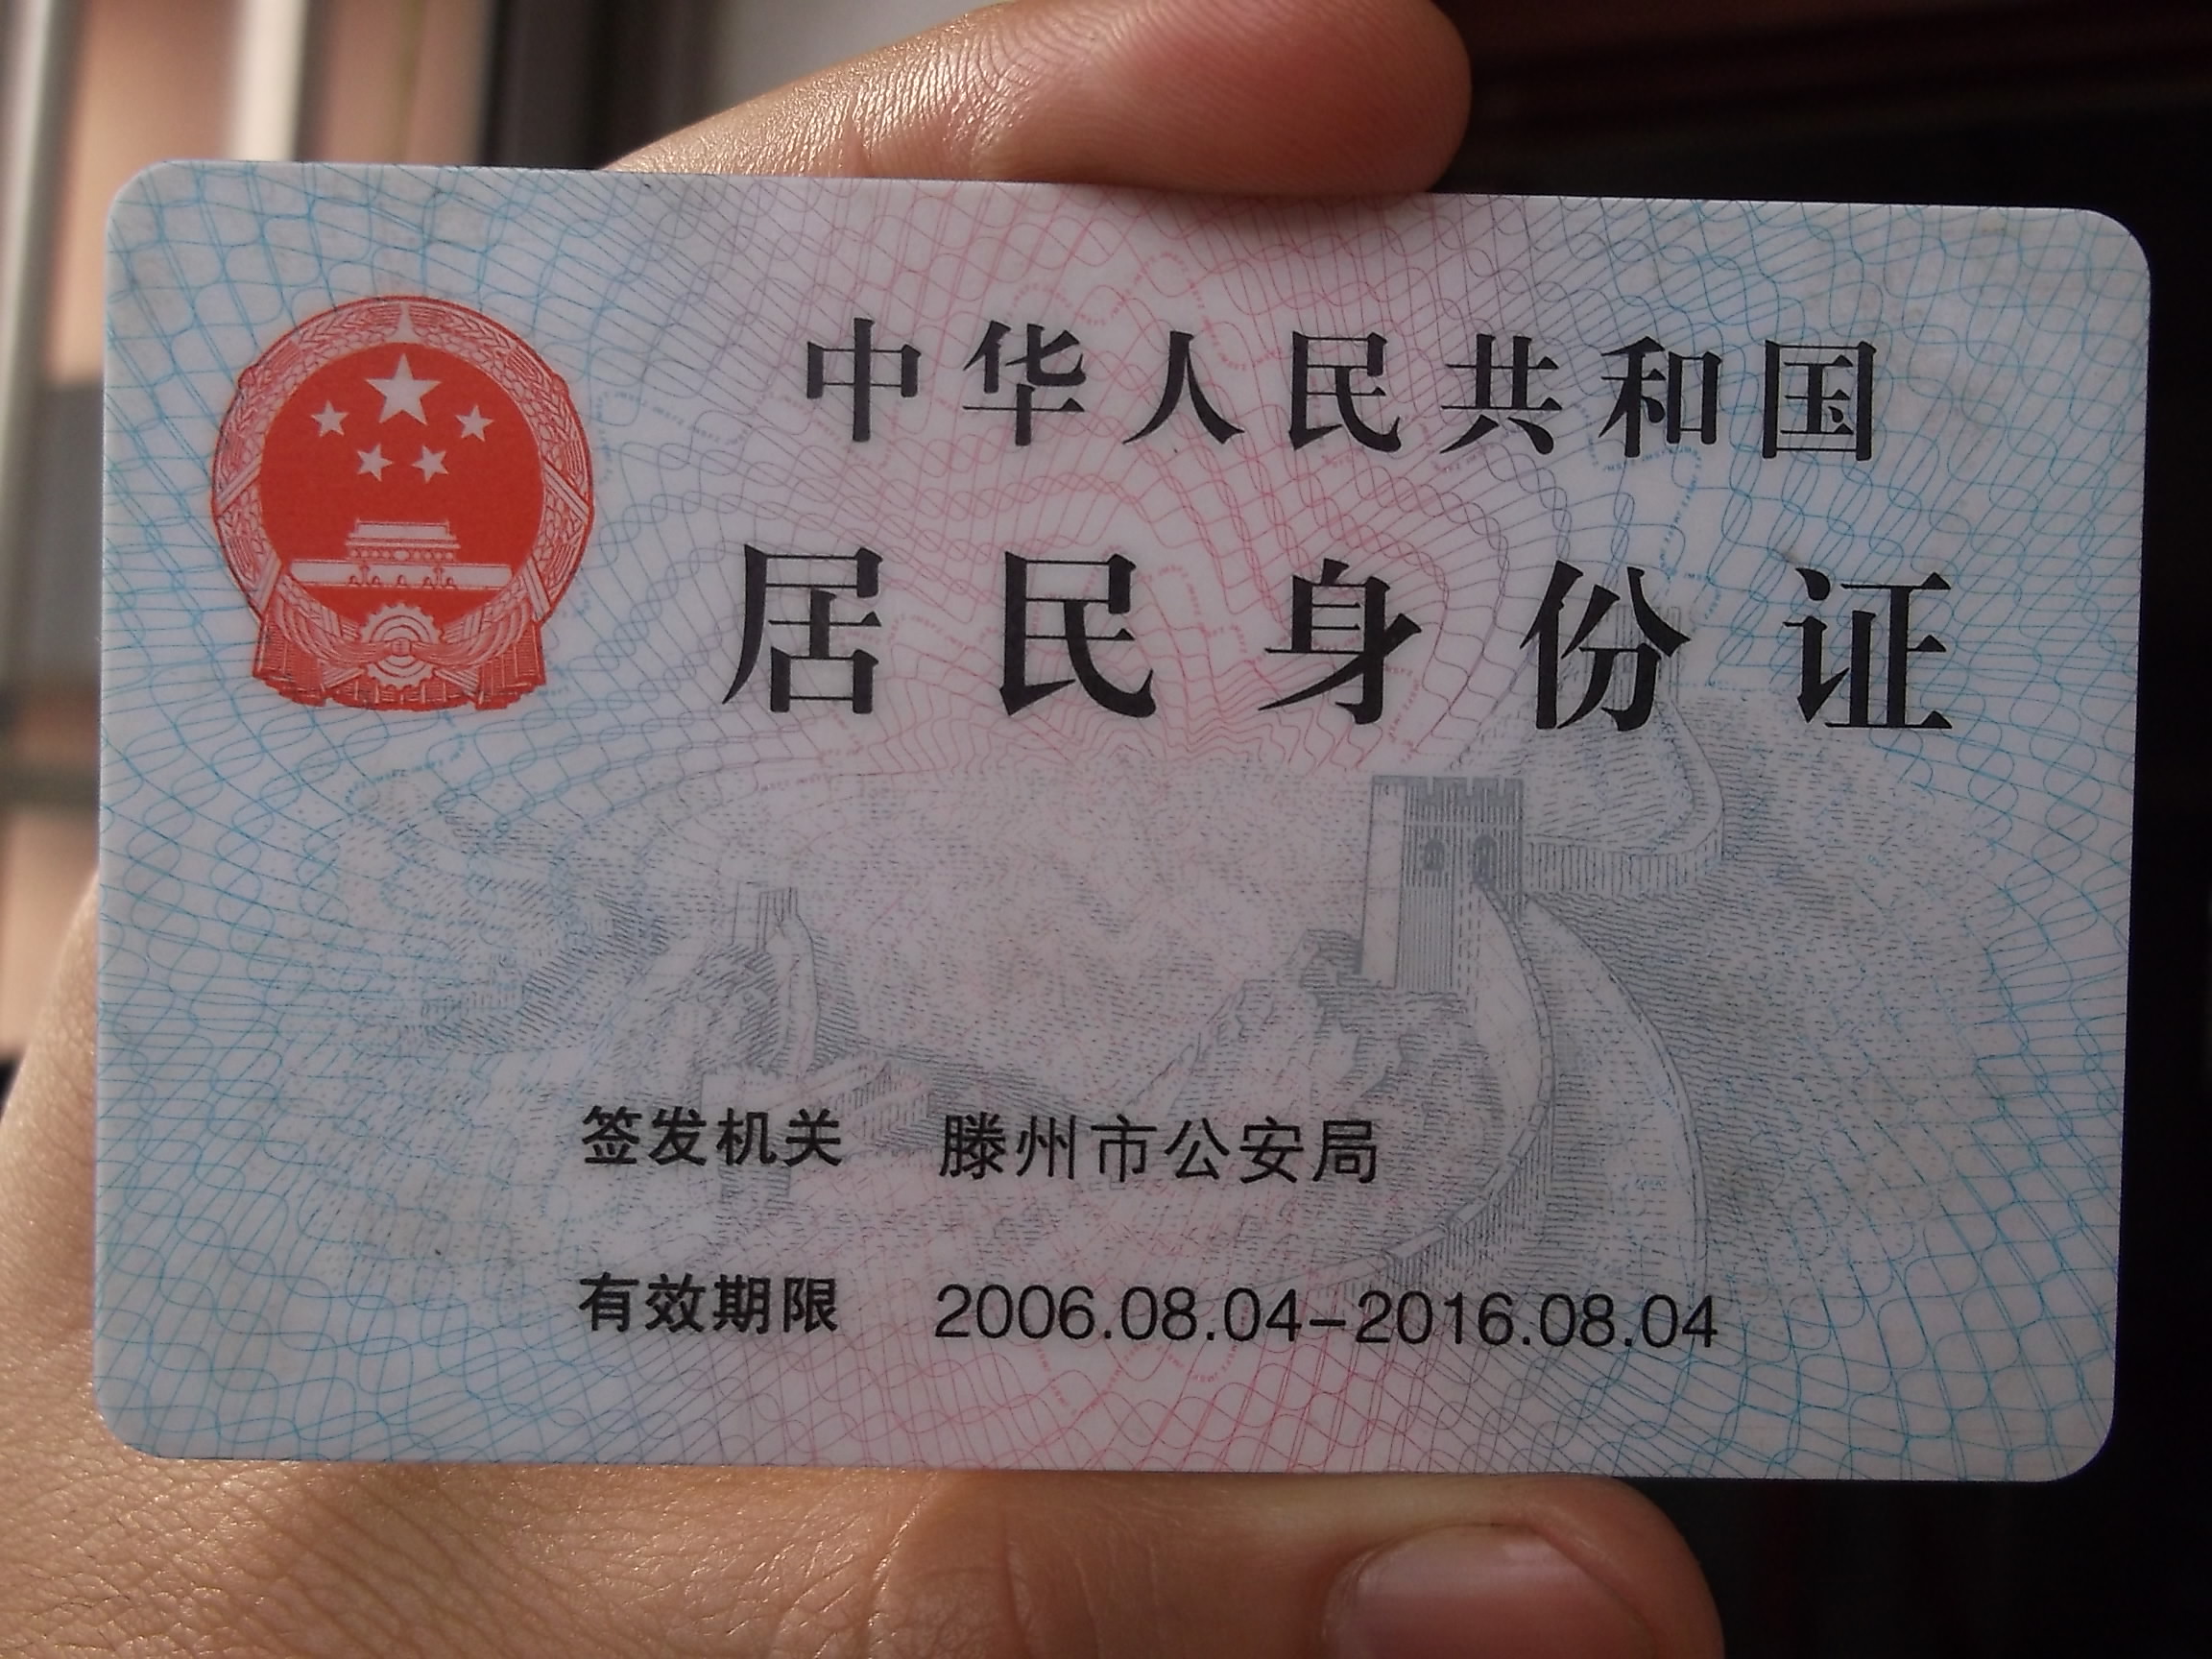 中华人民共和国
居民身份证
签发机关 滕州市公安局
有效期限 2006.08.04-2016.08.04